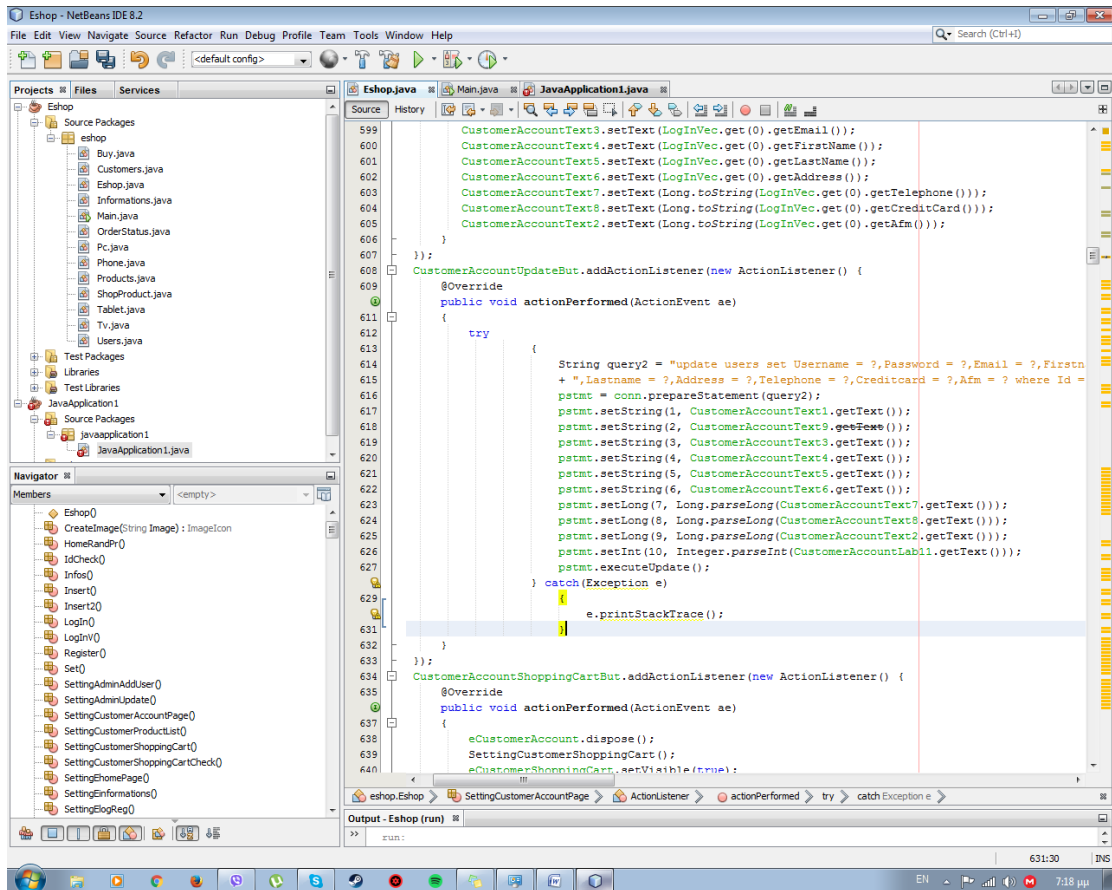 Eshop - NetBeans IDE 8.2
File Edit View Navigate Source Refactor Run Debug Profile Team Tools Window Help
Search (Ctrl+I)
<default config>
Projects Files Services
Eshop
Source Packages
eshop
Buy.java
Customers.java
Eshop.java
Informations.java
Main.java
OrderStatus.java
Pc.java
Phone.java
Products.java
ShopProduct.java
Tablet.java
Tv.java
Users.java
Test Packages
Libraries
Test Libraries
JavaApplication1
Source Packages
javaapplication1
JavaApplication1.java
Navigator
Members <empty>
Eshop()
CreateImage(String Image) : ImageIcon
HomeRandPr()
IdCheck()
Infos()
Insert()
Insert2()
LogIn()
LogInV()
Register()
Set()
SettingAdminAddUser()
SettingAdminUpdate()
SettingCustomerAccountPage()
SettingCustomerProductList()
SettingCustomerShoppingCart()
SettingCustomerShoppingCartCheck()
SettingEhomePage()
SettingEinformations()
SettingElogReg()
Eshop.java Main.java JavaApplication1.java
Source History
599 CustomerAccountText3.setText(LogInVec.get(0).getEmail());
600 CustomerAccountText4.setText(LogInVec.get(0).getFirstName());
601 CustomerAccountText5.setText(LogInVec.get(0).getLastName());
602 CustomerAccountText6.setText(LogInVec.get(0).getAddress());
603 CustomerAccountText7.setText(Long.toString(LogInVec.get(0).getTelephone()));
604 CustomerAccountText8.setText(Long.toString(LogInVec.get(0).getCreditCard()));
605 CustomerAccountText2.setText(Long.toString(LogInVec.get(0).getAfm()));
606 }
607 });
608 CustomerAccountUpdateBut.addActionListener(new ActionListener() {
609 @Override
public void actionPerformed(ActionEvent ae)
611 {
612 try
613 {
614 String query2 = "update users set Username = ?,Password = ?,Email = ?,Firstn
615 + ",Lastname = ?,Address = ?,Telephone = ?,Creditcard = ?,Afm = ? where Id =
616 pstmt = conn.prepareStatement(query2);
617 pstmt.setString(1, CustomerAccountText1.getText());
618 pstmt.setString(2, CustomerAccountText9.getText());
619 pstmt.setString(3, CustomerAccountText3.getText());
620 pstmt.setString(4, CustomerAccountText4.getText());
621 pstmt.setString(5, CustomerAccountText5.getText());
622 pstmt.setString(6, CustomerAccountText6.getText());
623 pstmt.setLong(7, Long.parseLong(CustomerAccountText7.getText()));
624 pstmt.setLong(8, Long.parseLong(CustomerAccountText8.getText()));
625 pstmt.setLong(9, Long.parseLong(CustomerAccountText2.getText()));
626 pstmt.setInt(10, Integer.parseInt(CustomerAccountLab11.getText()));
627 pstmt.executeUpdate();
} catch(Exception e)
629 {
e.printStackTrace();
631 }
632 }
633 });
634 CustomerAccountShoppingCartBut.addActionListener(new ActionListener() {
635 @Override
public void actionPerformed(ActionEvent ae)
637 {
638 eCustomerAccount.dispose();
639 SettingCustomerShoppingCart();
640 eCustomerShoppingCart.setVisible(true);
eshop.Eshop SettingCustomerAccountPage ActionListener actionPerformed try catch Exception e
Output - Eshop (run)
run:
631:30 INS
EN 7:18 μμ